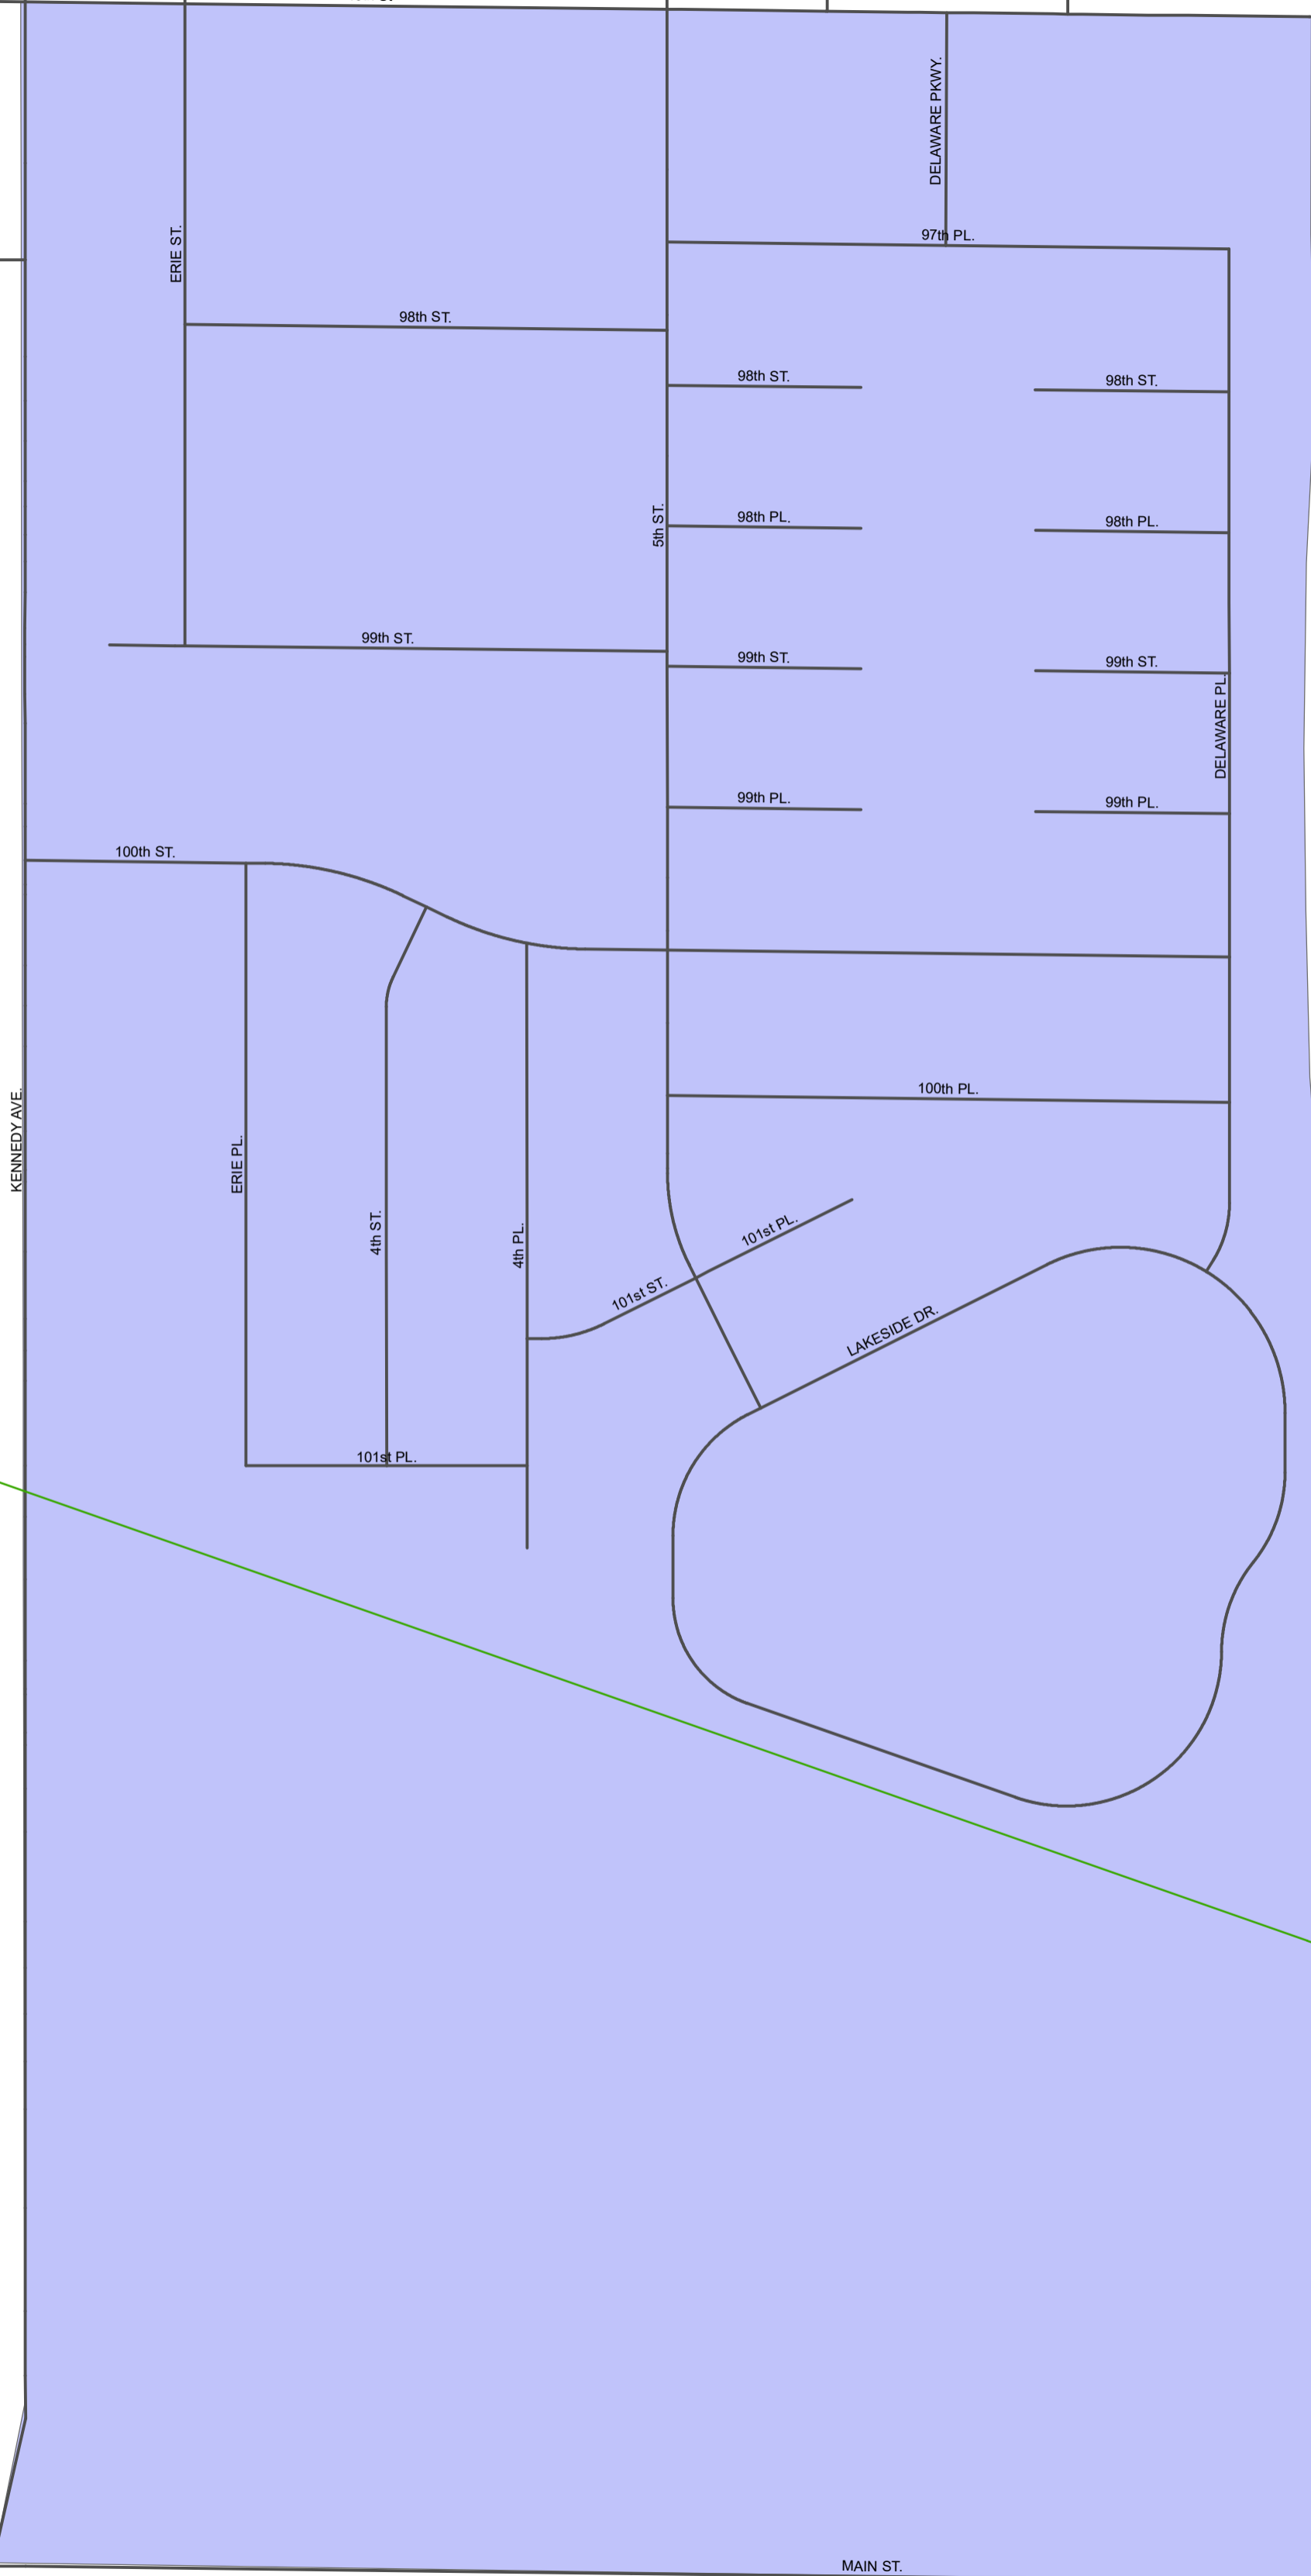 DELAWARE PKWY.
97th PL.
ERIE ST.
98th ST.
98th ST.
98th ST.
5th ST.
98th PL.
98th PL.
99th ST.
99th ST.
99th ST.
DELAWARE PL.
99th PL.
99th PL.
100th ST.
100th PL.
KENNEDY AVE.
ERIE PL.
4th ST.
4th PL.
101st PL.
101st ST.
LAKESIDE DR.
101st PL.
MAIN ST.